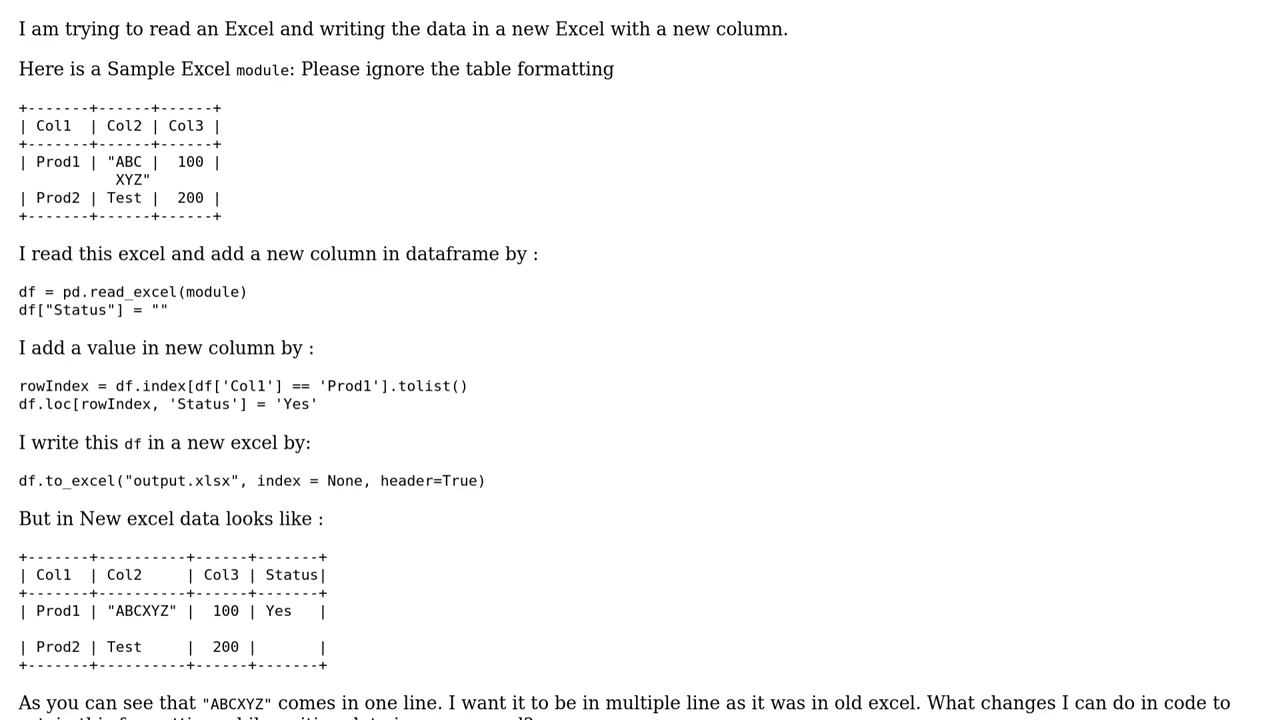 I am trying to read an Excel and writing the data in a new Excel with a new column.
Here is a Sample Excel module: Please ignore the table formatting
+-------+------+------+
| Col1  | Col2 | Col3 |
+-------+------+------+
| Prod1 | "ABC |  100 |
           XYZ"
| Prod2 | Test |  200 |
+-------+------+------+
I read this excel and add a new column in dataframe by :
df = pd.read_excel(module)
df["Status"] = ""
I add a value in new column by :
rowIndex = df.index[df['Col1'] == 'Prod1'].tolist()
df.loc[rowIndex, 'Status'] = 'Yes'
I write this df in a new excel by:
df.to_excel("output.xlsx", index = None, header=True)
But in New excel data looks like :
+-------+----------+------+-------+
| Col1  | Col2     | Col3 | Status|
+-------+----------+------+-------+
| Prod1 | "ABCXYZ" |  100 | Yes   |
| Prod2 | Test     |  200 |       |
+-------+----------+------+-------+
As you can see that "ABCXYZ" comes in one line. I want it to be in multiple line as it was in old excel. What changes I can do in code to